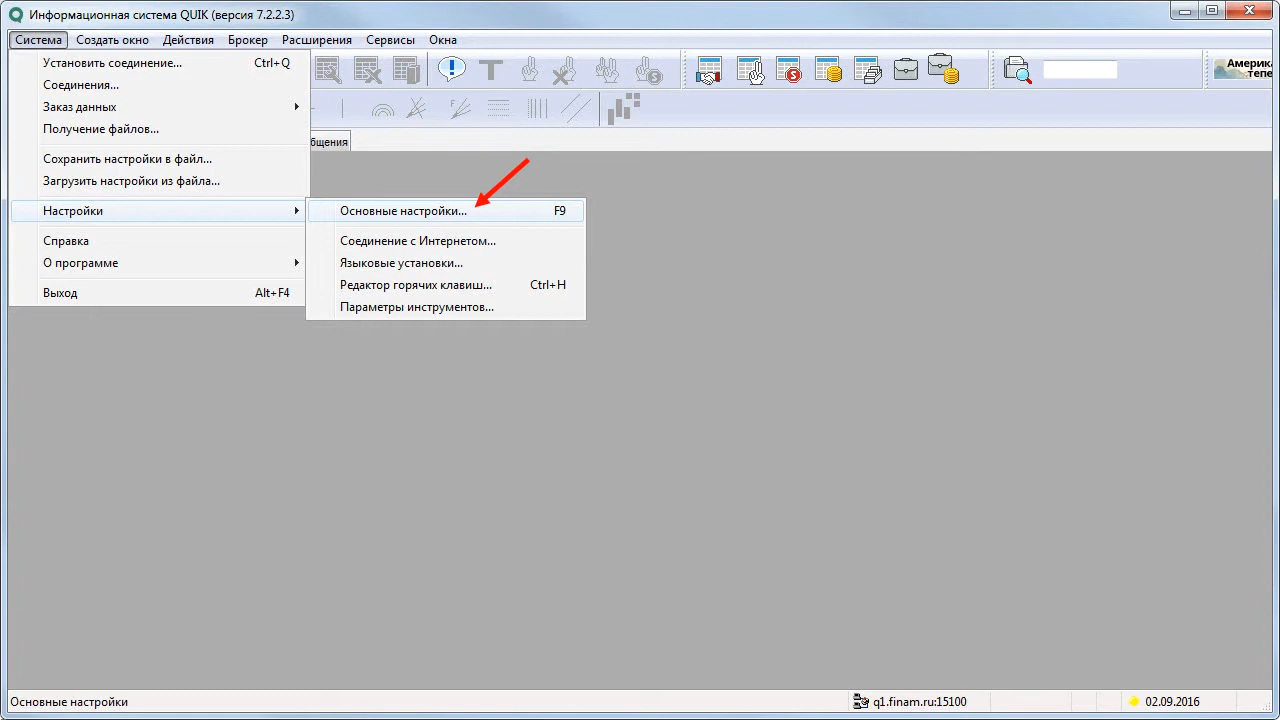 Информационная система QUIK (версия 7.2.2.3)
Система Создать окно Действия Брокер Расширения Сервисы Окна
Установить соединение... Ctrl+Q
Соединения...
Заказ данных
Получение файлов...
Сохранить настройки в файл...
Загрузить настройки из файла...
Настройки
Справка
О программе
Выход Alt+F4
Основные настройки... F9
Соединение с Интернетом...
Языковые установки...
Редактор горячих клавиш... Ctrl+H
Параметры инструментов...
бщения
Америка
тепе
Основные настройки
q1.finam.ru:15100
02.09.2016